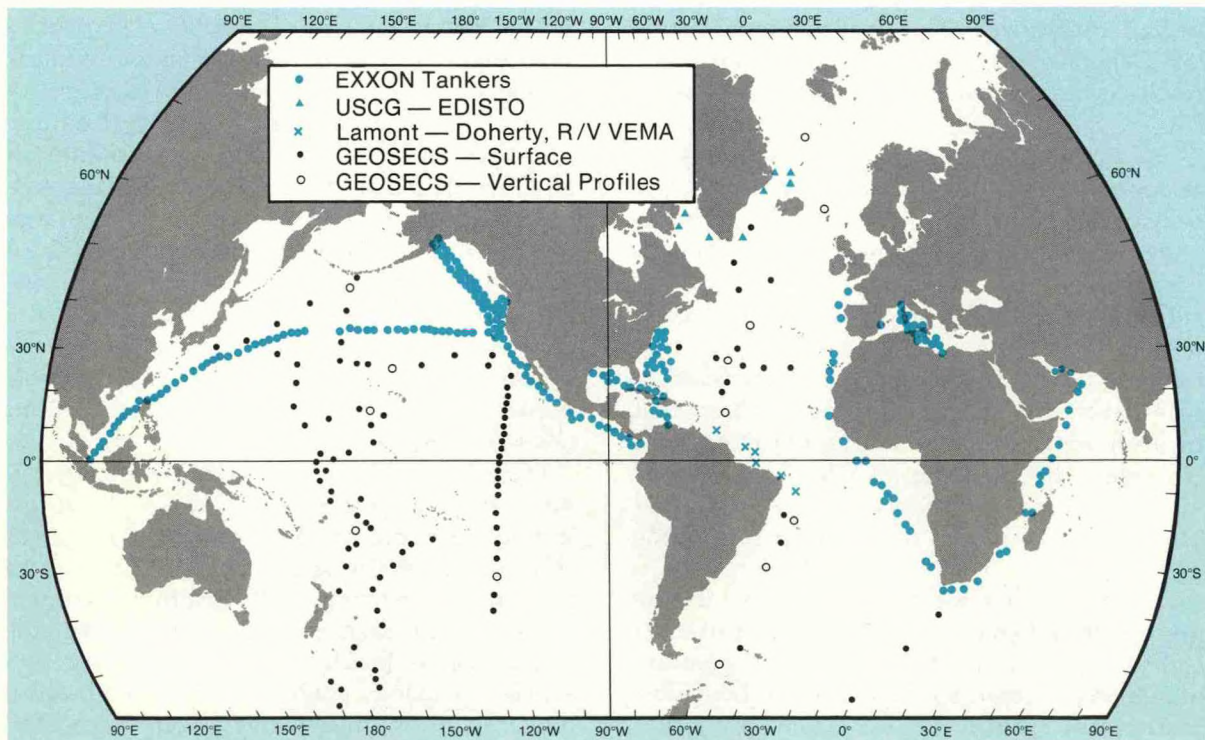 90°E 120°E 150°E 180° 150°W 120°W 90°W 60°W 30°W 0° 30°E 60°E 90°E
EXXON Tankers
USCG — EDISTO
Lamont — Doherty, R/V VEMA
GEOSECS — Surface
GEOSECS — Vertical Profiles
60°N 60°N
30°N 30°N
0° 0°
30°S 30°S
90°E 120°E 150°E 180° 150°W 120°W 90°W 60°W 30°W 0° 30°E 60°E 90°E